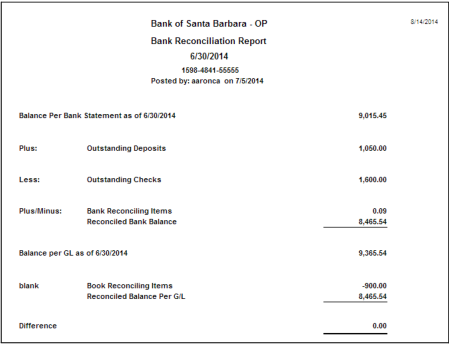 Bank of Santa Barbara - OP 8/14/2014
Bank Reconciliation Report
6/30/2014
1598-4841-55555
Posted by: aaronca on 7/5/2014
Balance Per Bank Statement as of 6/30/2014 9,015.45
Plus: Outstanding Deposits 1,050.00
Less: Outstanding Checks 1,600.00
Plus/Minus: Bank Reconciling Items 0.09
Reconciled Bank Balance 8,465.54
Balance per GL as of 6/30/2014 9,365.54
blank Book Reconciling Items -900.00
Reconciled Balance Per G/L 8,465.54
Difference 0.00